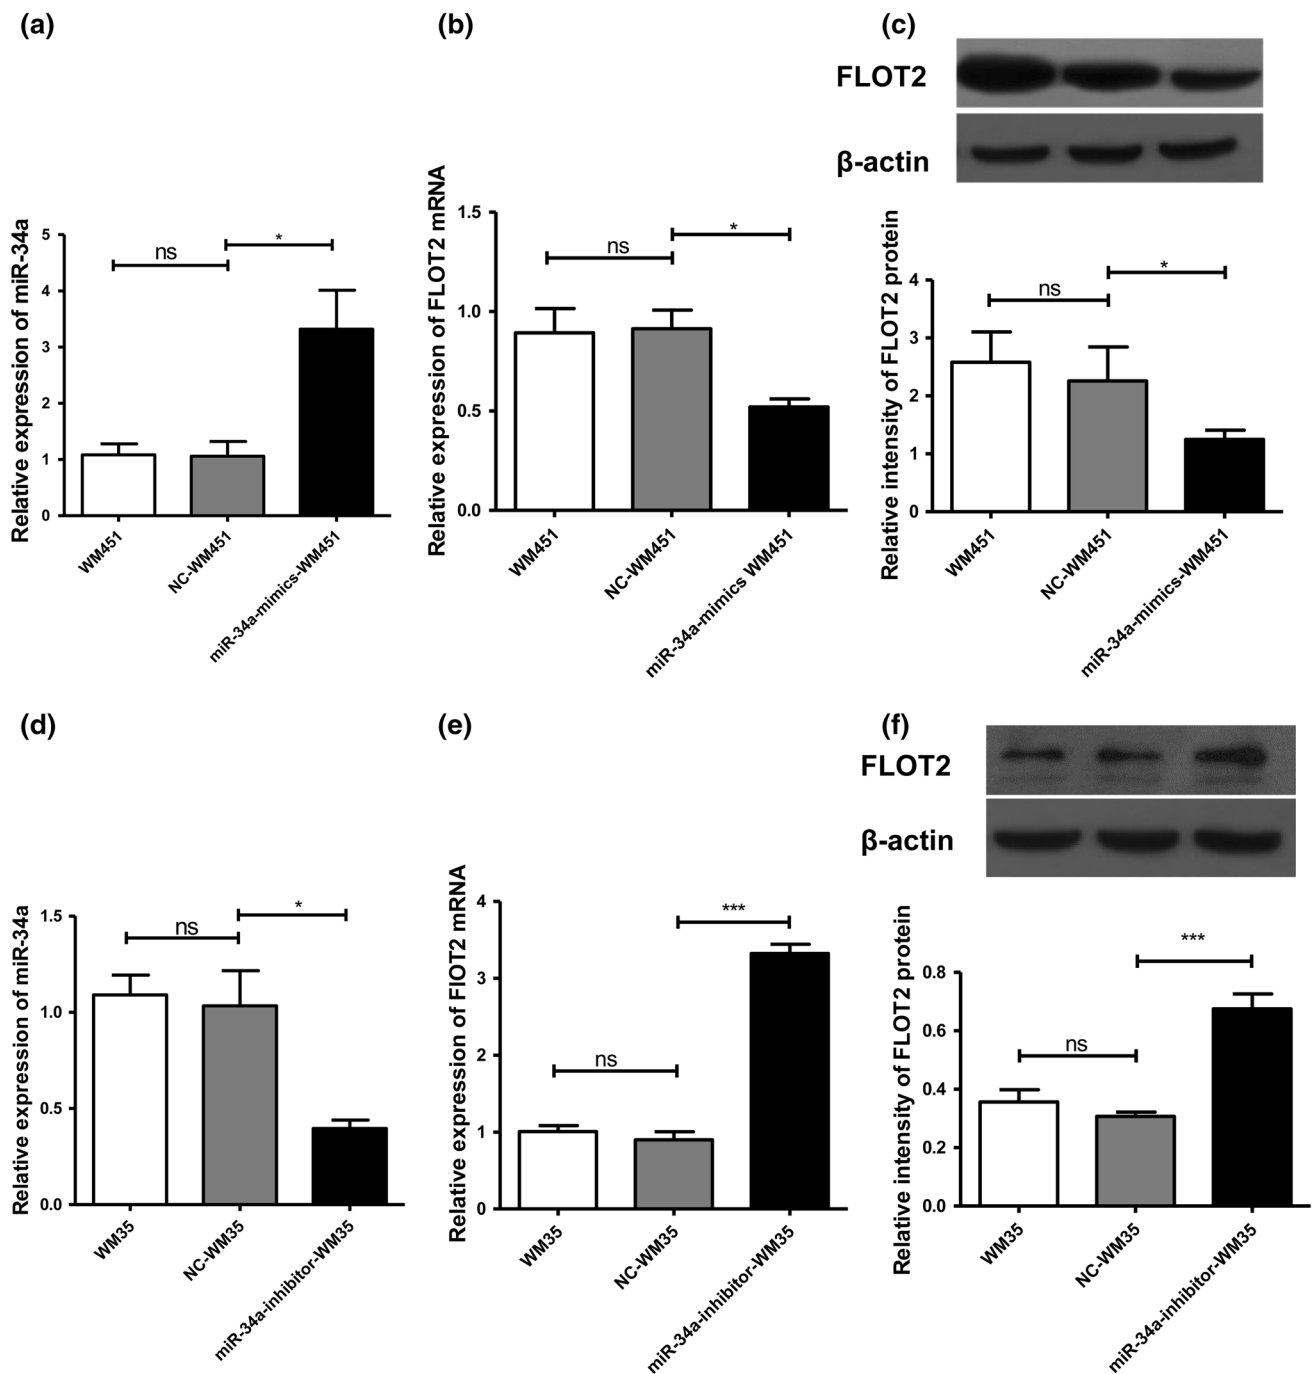 (a)
Relative expression of miR-34a
5
4
3
2
1
0
ns
*
WM451
NC-WM451
miR-34a-mimics-WM451
(b)
Relative expression of FLOT2 mRNA
1.5
1.0
0.5
0.0
ns
*
WM451
NC-WM451
miR-34a-mimics WM451
(c)
FLOT2
β-actin
Relative intensity of FLOT2 protein
4
3
2
1
0
ns
*
WM451
NC-WM451
miR-34a-mimics-WM451
(d)
Relative expression of miR-34a
1.5
1.0
0.5
0.0
ns
*
WM35
NC-WM35
miR-34a-inhibitor-WM35
(e)
Relative expression of FlOT2 mRNA
4
3
2
1
0
ns
***
WM35
NC-WM35
miR-34a-inhibitor-WM35
(f)
FLOT2
β-actin
Relative intensity of FLOT2 protein
0.8
0.6
0.4
0.2
0.0
ns
***
WM35
NC-WM35
miR-34a-inhibitor-WM35